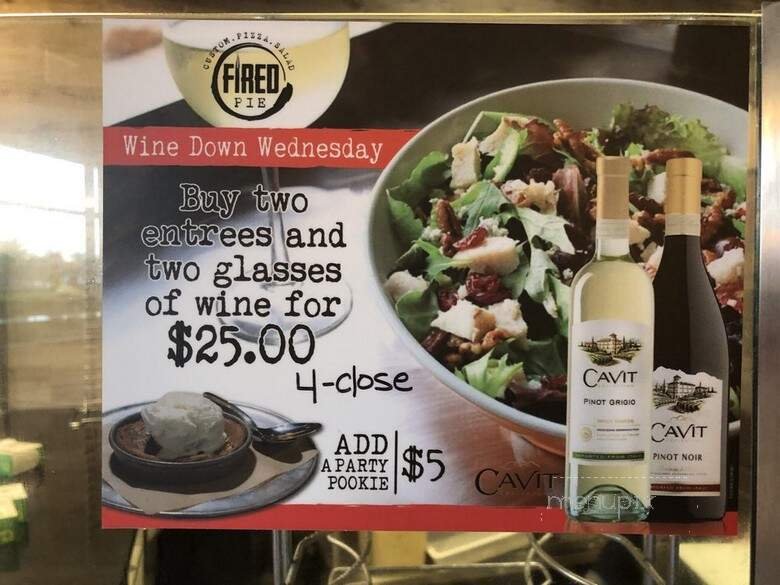 CUSTOM.PIZZA.SALAD
FIRED
PIE
Wine Down Wednesday
Buy two
entrees and
two glasses
of wine for
$25.00
4-close
ADD
A PARTY
POOKIE
$5
CAVIT
menupix
CAVIT
PINOT GRIGIO
CAVIT
PINOT NOIR